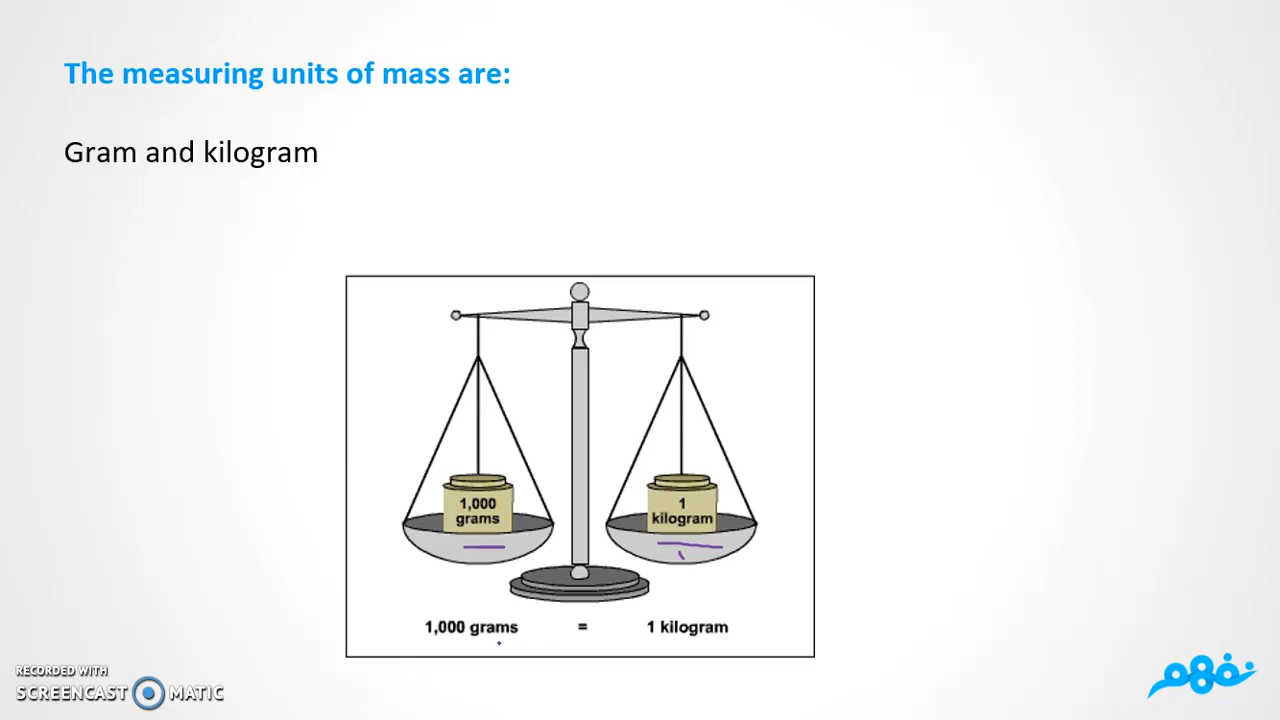 The measuring units of mass are:
Gram and kilogram
1,000
grams
1
kilogram
1,000 grams = 1 kilogram
RECORDED WITH
SCREENCAST MATIC
نفهم